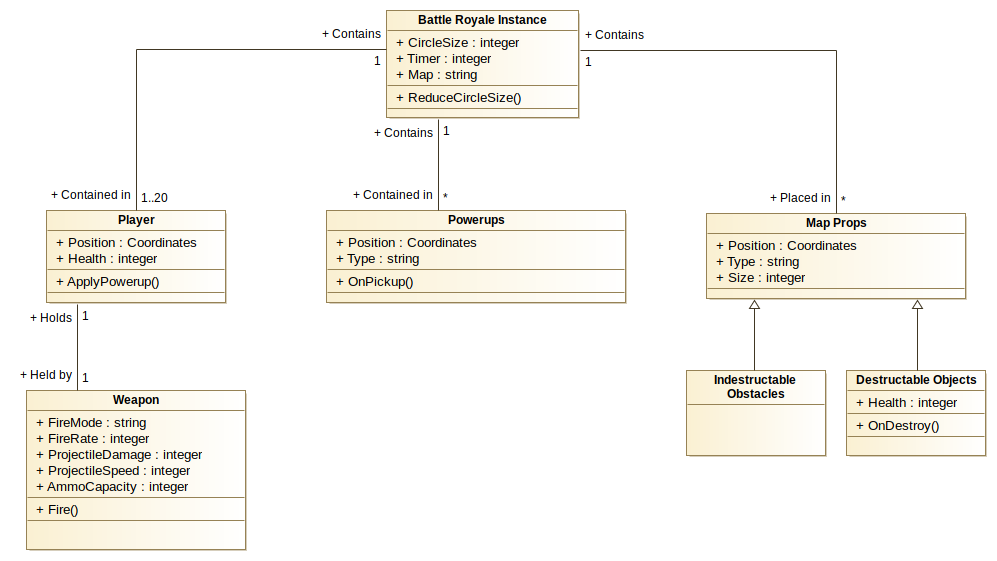 Battle Royale Instance
+ CircleSize : integer
+ Timer : integer
+ Map : string
+ ReduceCircleSize()
+ Contains
1
+ Contains
1
+ Contains
1
+ Contained in
1..20
+ Contained in
*
+ Placed in
*
Player
+ Position : Coordinates
+ Health : integer
+ ApplyPowerup()
Powerups
+ Position : Coordinates
+ Type : string
+ OnPickup()
Map Props
+ Position : Coordinates
+ Type : string
+ Size : integer
+ Holds
1
+ Held by
1
Weapon
+ FireMode : string
+ FireRate : integer
+ ProjectileDamage : integer
+ ProjectileSpeed : integer
+ AmmoCapacity : integer
+ Fire()
Indestructable
Obstacles
Destructable Objects
+ Health : integer
+ OnDestroy()